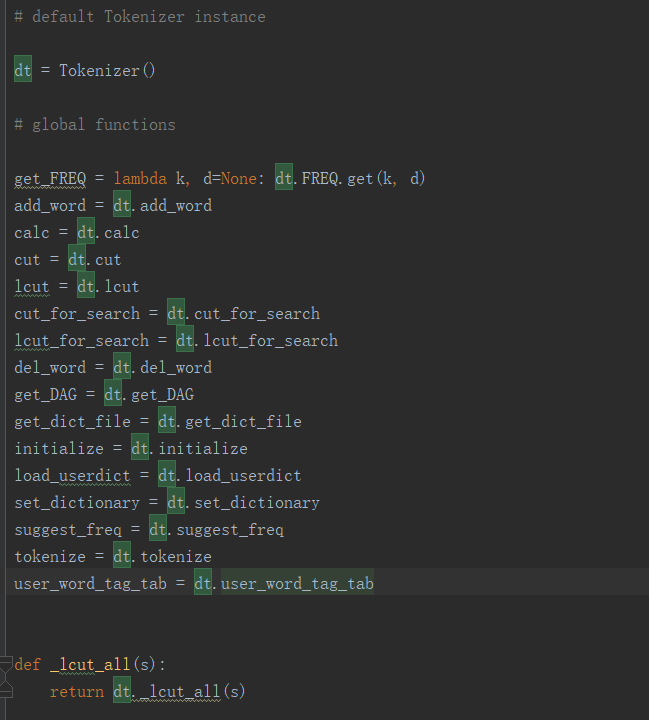 # default Tokenizer instance
dt = Tokenizer()
# global functions
get_FREQ = lambda k, d=None: dt.FREQ.get(k, d)
add_word = dt.add_word
calc = dt.calc
cut = dt.cut
lcut = dt.lcut
cut_for_search = dt.cut_for_search
lcut_for_search = dt.lcut_for_search
del_word = dt.del_word
get_DAG = dt.get_DAG
get_dict_file = dt.get_dict_file
initialize = dt.initialize
load_userdict = dt.load_userdict
set_dictionary = dt.set_dictionary
suggest_freq = dt.suggest_freq
tokenize = dt.tokenize
user_word_tag_tab = dt.user_word_tag_tab
def _lcut_all(s):
    return dt._lcut_all(s)